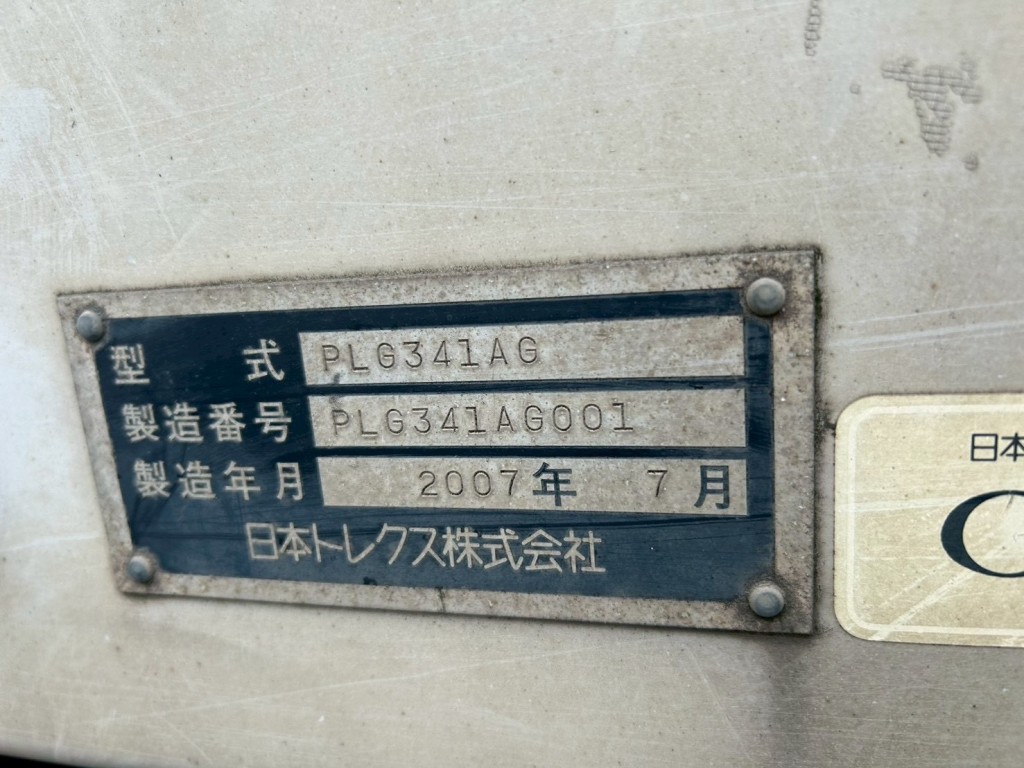 型 式 PLG341AG
製造番号 PLG341AG001
製造年月 2007年 7月
日本トレクス株式会社
日本